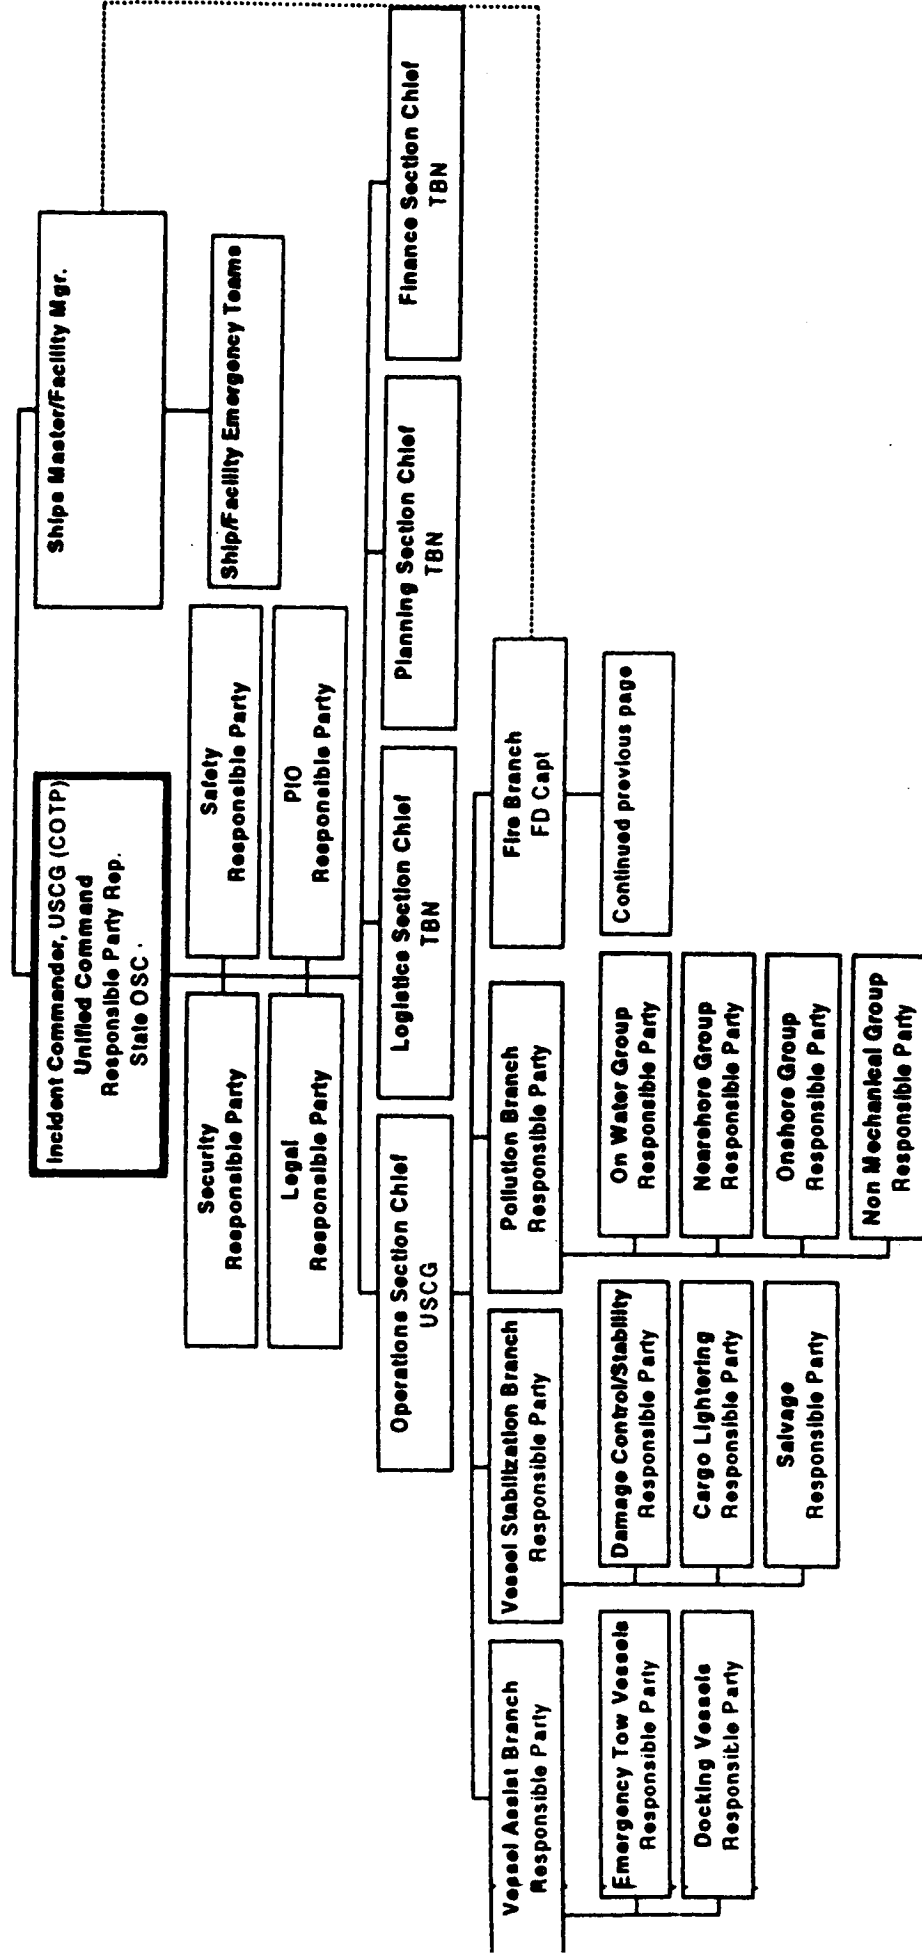 Incident Commander, USCG (COTP)
Unified Command
Responsible Party Rep.
State OSC
Ships Master/Facility Mgr.
Ship/Facility Emergency Teams
Security
Responsible Party
Safety
Responsible Party
Legal
Responsible Party
PIO
Responsible Party
Operations Section Chief
USCG
Logistics Section Chief
TBN
Planning Section Chief
TBN
Finance Section Chief
TBN
Vessel Assist Branch
Responsible Party
Vessel Stabilization Branch
Responsible Party
Pollution Branch
Responsible Party
Fire Branch
FD Capt
Emergency Tow Vessels
Responsible Party
Docking Vessels
Responsible Party
Damage Control/Stability
Responsible Party
Cargo Lightering
Responsible Party
Salvage
Responsible Party
On Water Group
Responsible Party
Nearshore Group
Responsible Party
Onshore Group
Responsible Party
Non Mechanical Group
Responsible Party
Continued previous page